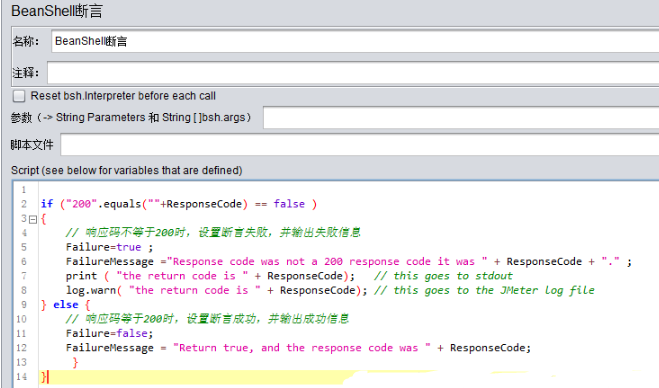 BeanShell断言
名称： BeanShell断言
注释：
Reset bsh.Interpreter before each call
参数（-> String Parameters 和 String []bsh.args）
脚本文件
Script (see below for variables that are defined)
1
2 if ("200".equals(""+ResponseCode) == false )
3 {
4 // 响应码不等于200时，设置断言失败，并输出失败信息
5 Failure=true ;
6 FailureMessage ="Response code was not a 200 response code it was " + ResponseCode + "." ;
7 print ( "the return code is " + ResponseCode); // this goes to stdout
8 log.warn( "the return code is " + ResponseCode); // this goes to the JMeter log file
9 } else {
10 // 响应码等于200时，设置断言成功，并输出成功信息
11 Failure=false;
12 FailureMessage = "Return true, and the response code was " + ResponseCode;
13 }
14 }